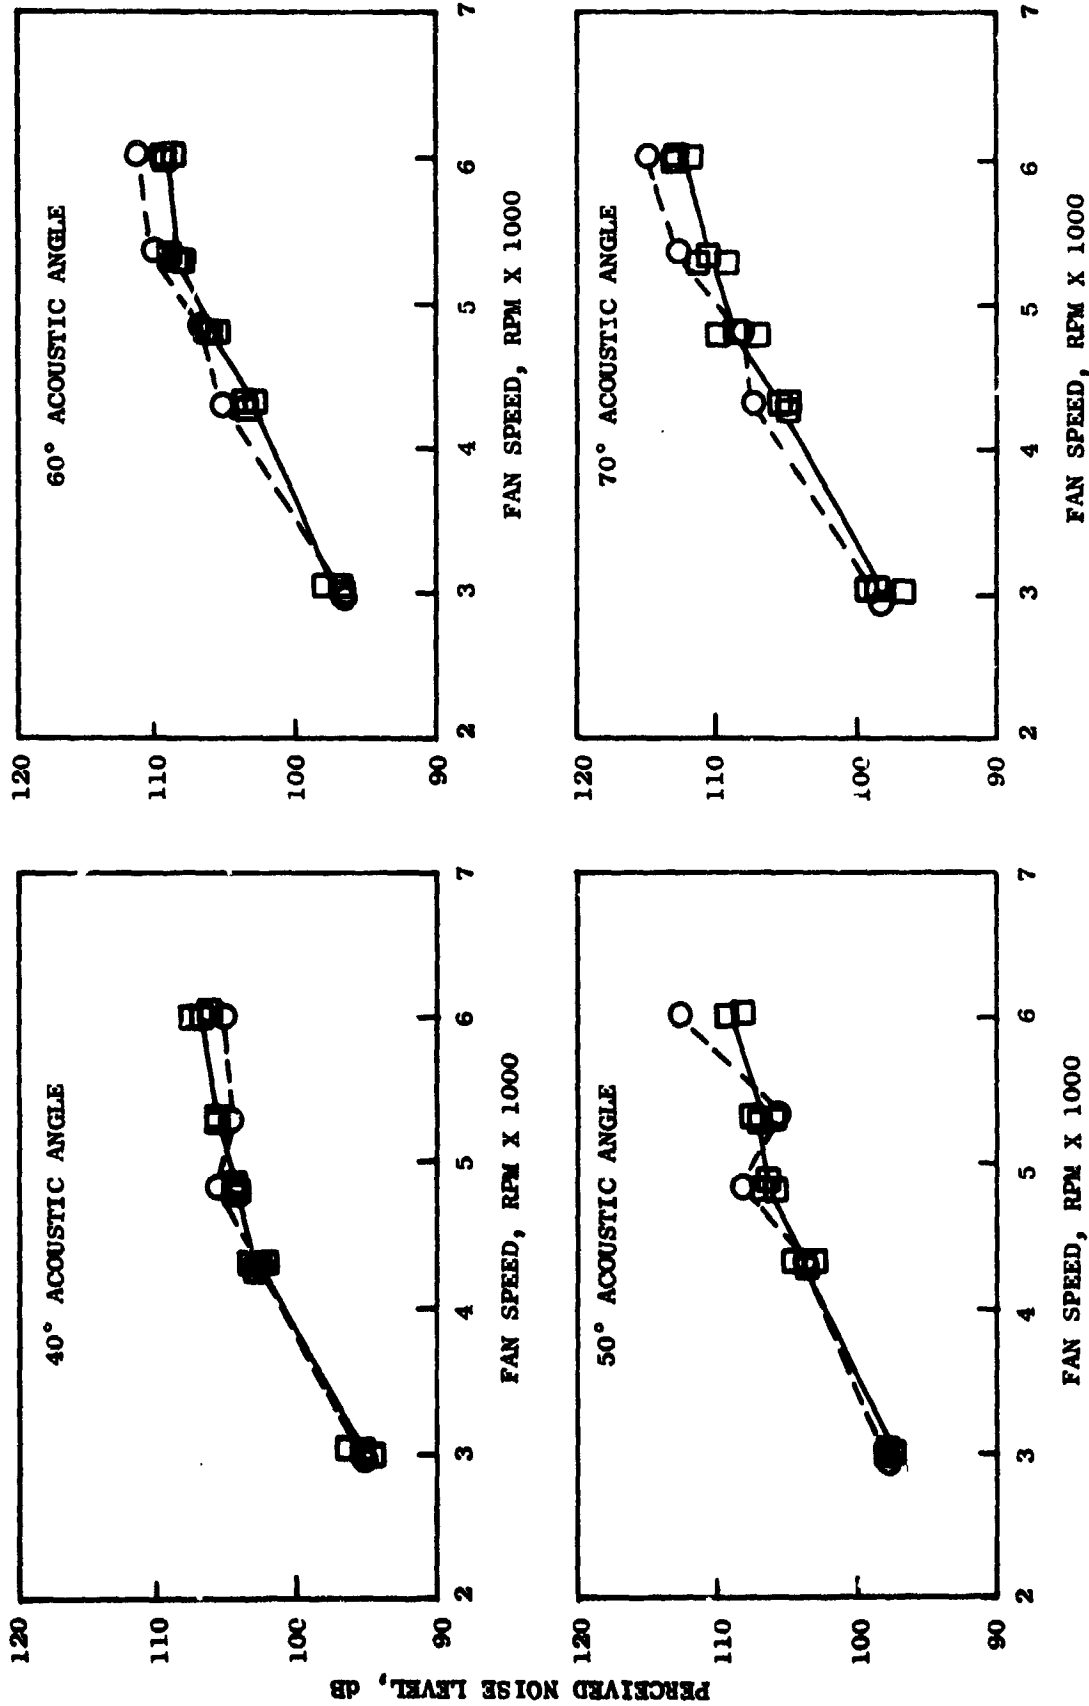 PERCEIVED NOISE LEVEL, dB
40° ACOUSTIC ANGLE
120
110
100
90
2 3 4 5 6 7
FAN SPEED, RPM X 1000
60° ACOUSTIC ANGLE
120
110
100
90
2 3 4 5 6 7
FAN SPEED, RPM X 1000
50° ACOUSTIC ANGLE
120
110
100
90
2 3 4 5 6 7
FAN SPEED, RPM X 1000
70° ACOUSTIC ANGLE
120
110
100
90
2 3 4 5 6 7
FAN SPEED, RPM X 1000